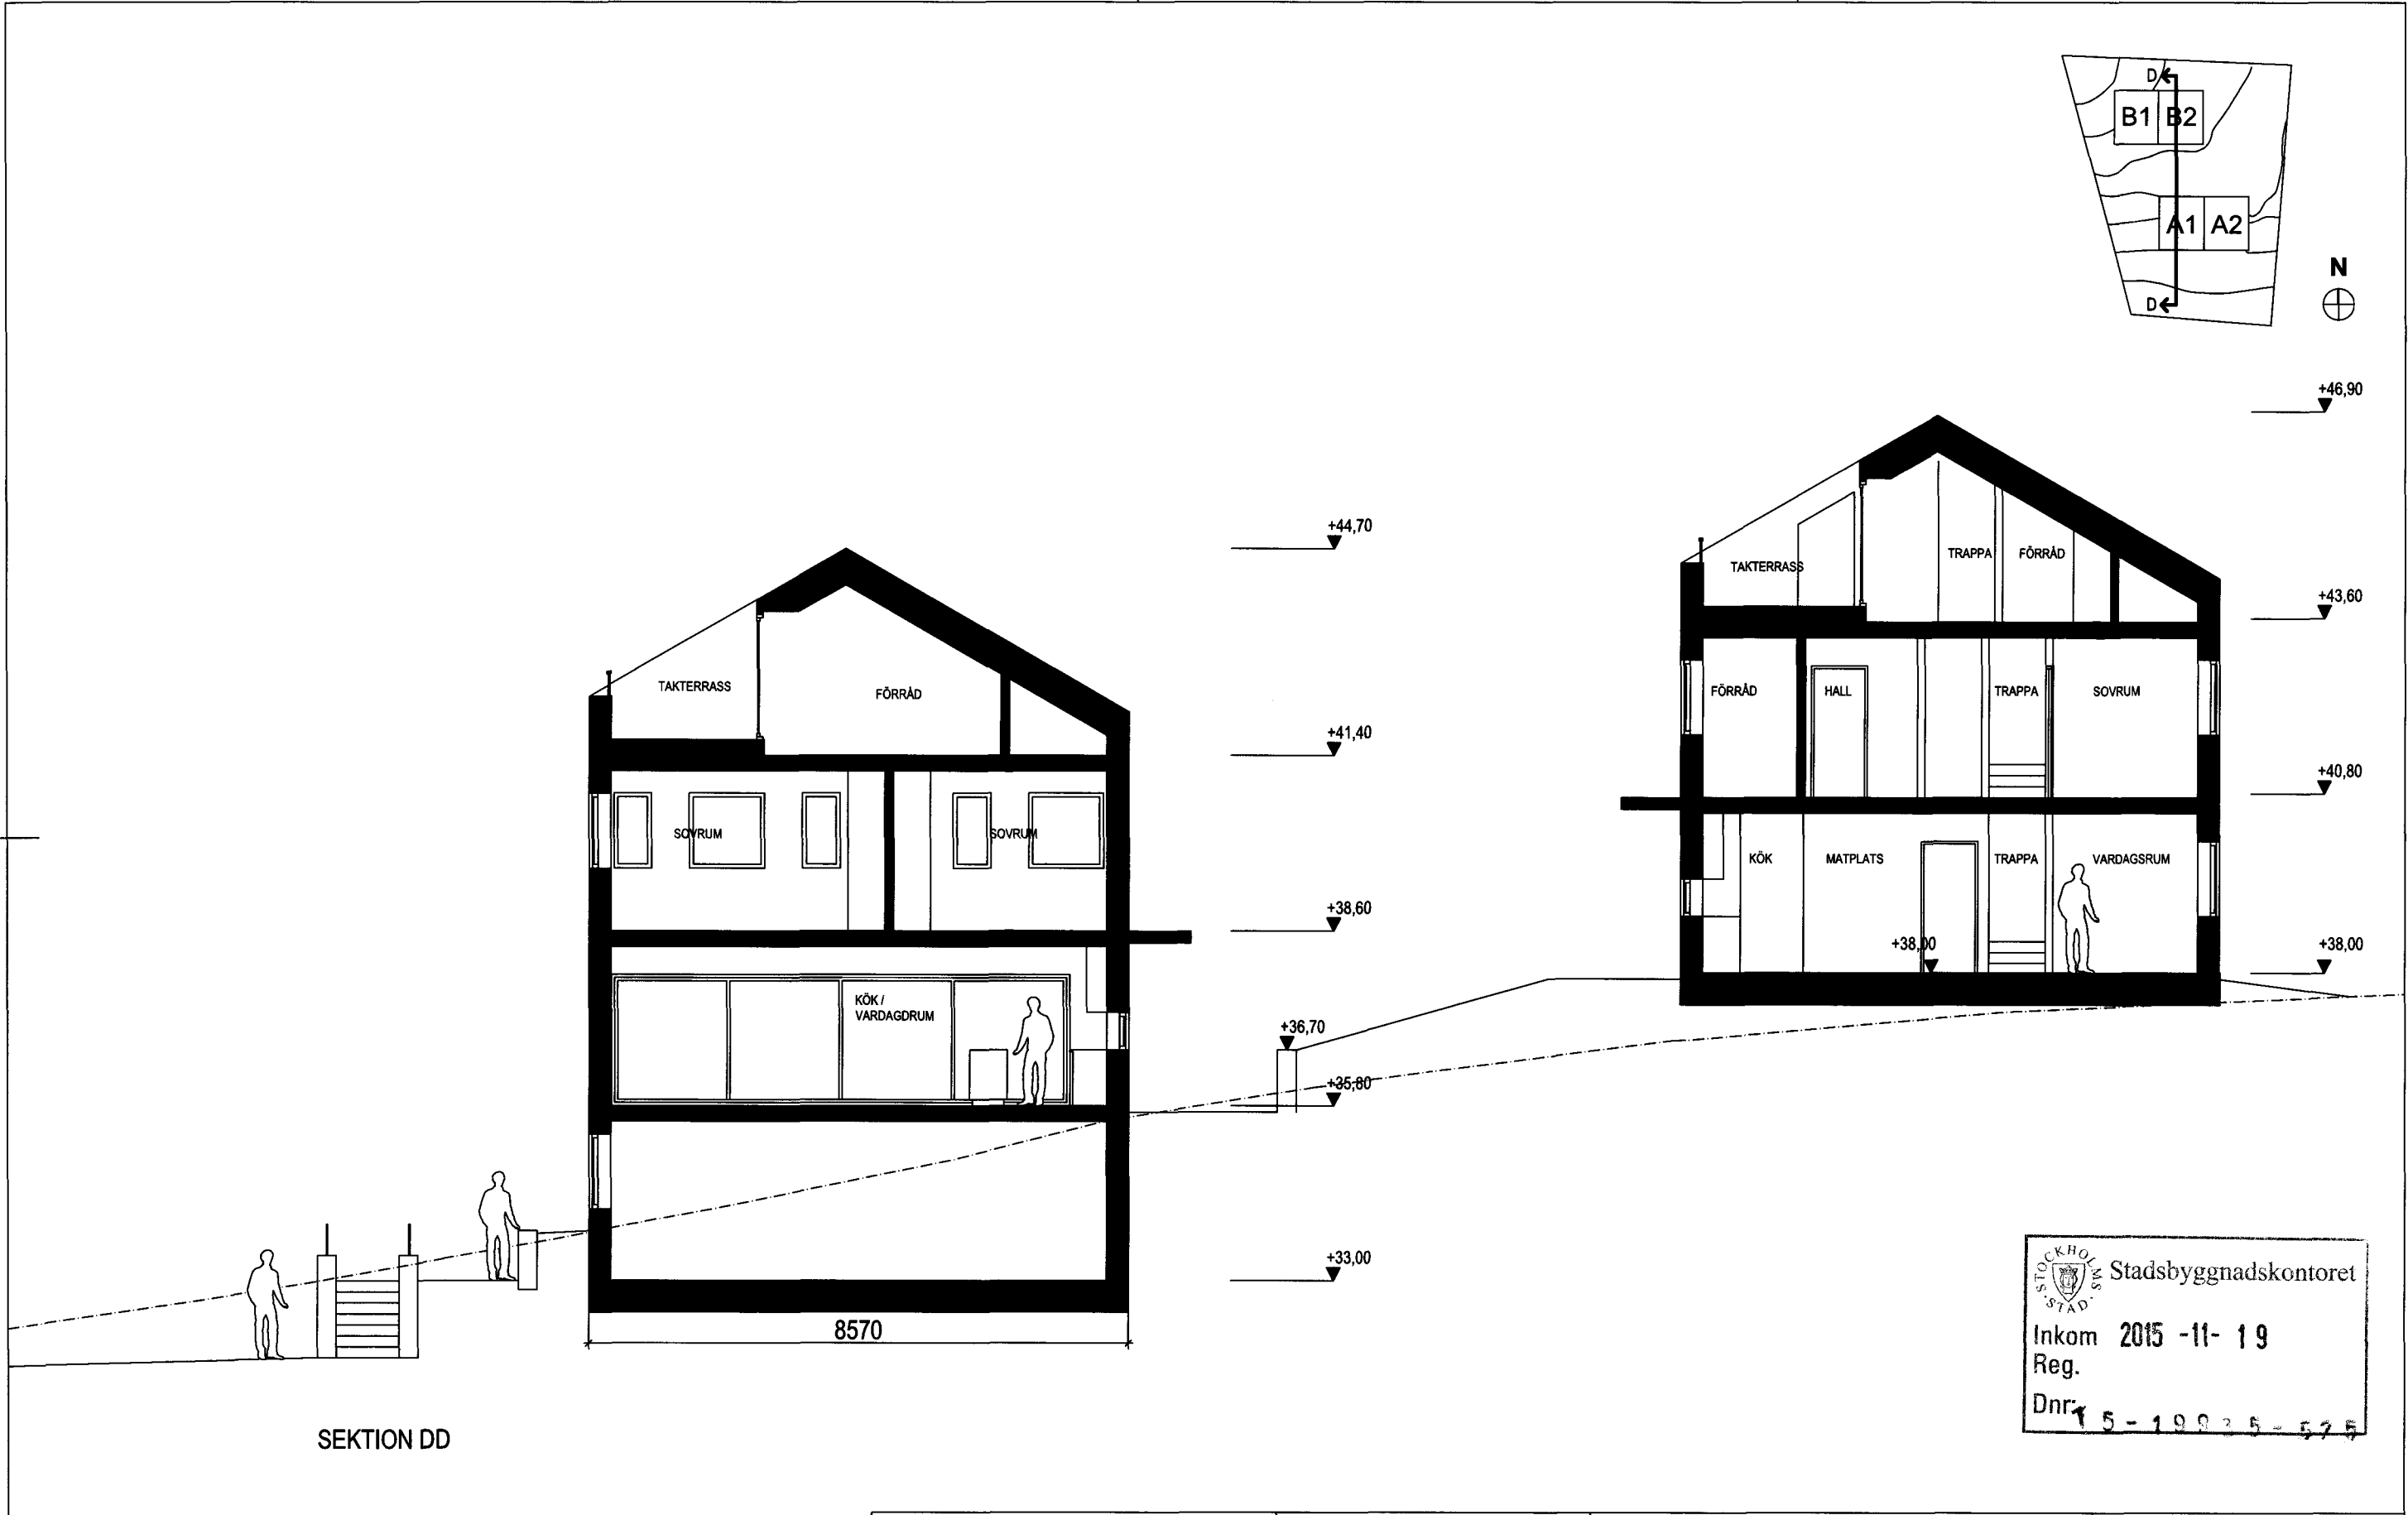 D
B1 B2
A1 A2
D
N
+46,90
+44,70
+43,60
+41,40
+40,80
+38,60
+38,00
+38,00
+36,70
+35,80
+33,00
TAKTERRASS
FÖRRÅD
SOVRUM
SOVRUM
KÖK /
VARDAGDRUM
TAKTERRASS
TRAPPA
FÖRRÅD
FÖRRÅD
HALL
TRAPPA
SOVRUM
KÖK
MATPLATS
TRAPPA
VARDAGSRUM
8570
SEKTION DD
STOCKHOLMS STAD
Stadsbyggnadskontoret
Inkom 2015 -11- 19
Reg.
Dnr: